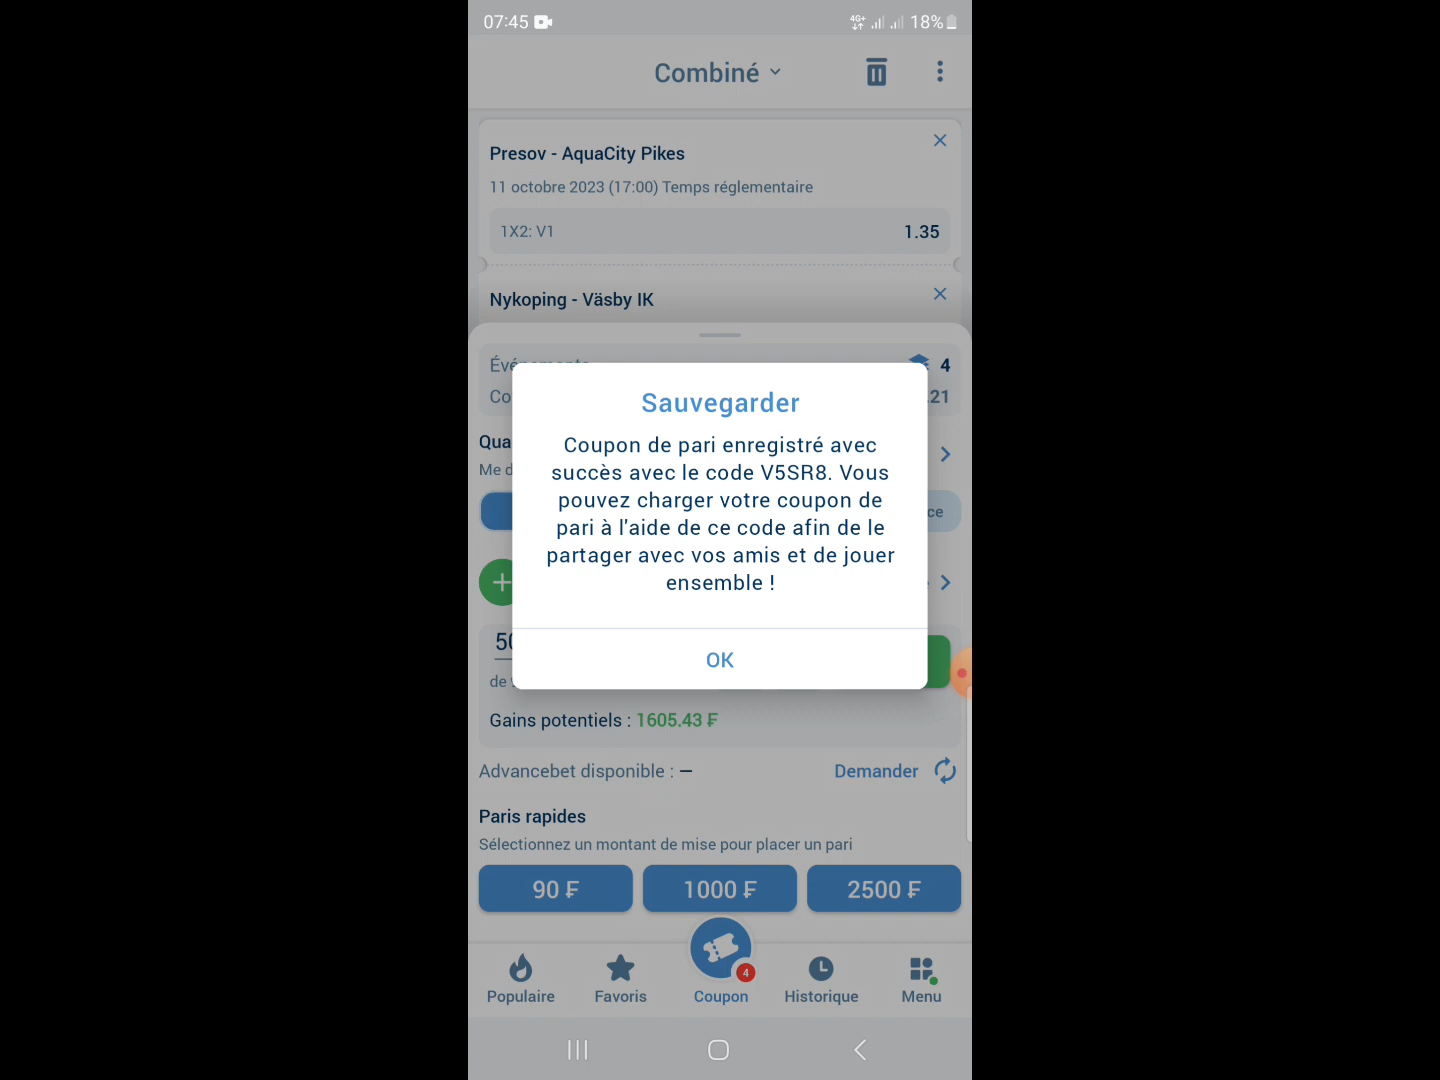 07:45
4G+ 18%
Combiné
Presov - AquaCity Pikes
11 octobre 2023 (17:00) Temps réglementaire
1X2: V1 1.35
Nykoping - Väsby IK
4
.21
Me
Sauvegarder
Coupon de pari enregistré avec
succès avec le code V5SR8. Vous
pouvez charger votre coupon de
pari à l'aide de ce code afin de le
partager avec vos amis et de jouer
ensemble !
OK
de
Gains potentiels : 1605.43 ₣
Advancebet disponible : — Demander
Paris rapides
Sélectionnez un montant de mise pour placer un pari
90 ₣ 1000 ₣ 2500 ₣
4
Populaire Favoris Coupon Historique Menu